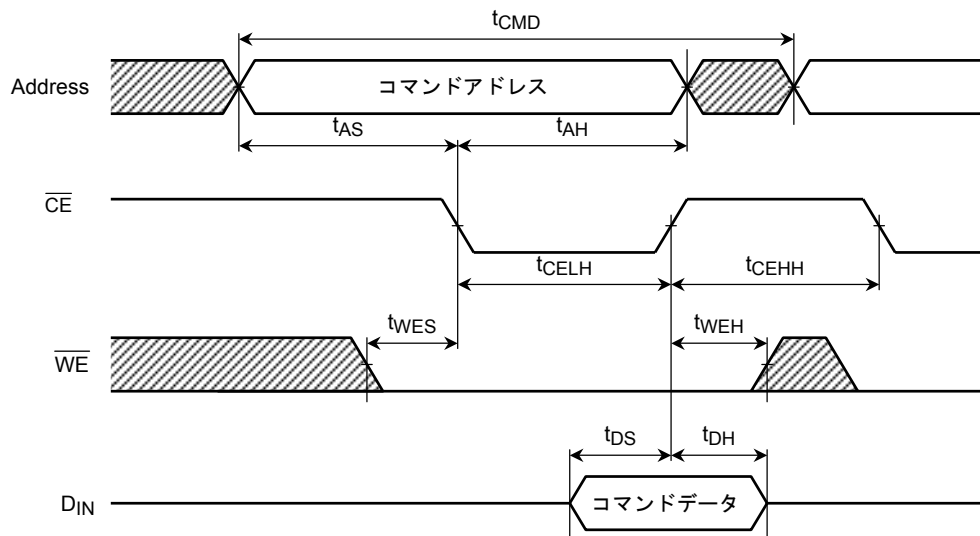 tCMD
Address
コマンドアドレス
tAS
tAH
CE
tCELH
tCEHH
tWES
tWEH
WE
tDS
tDH
DIN
コマンドデータ